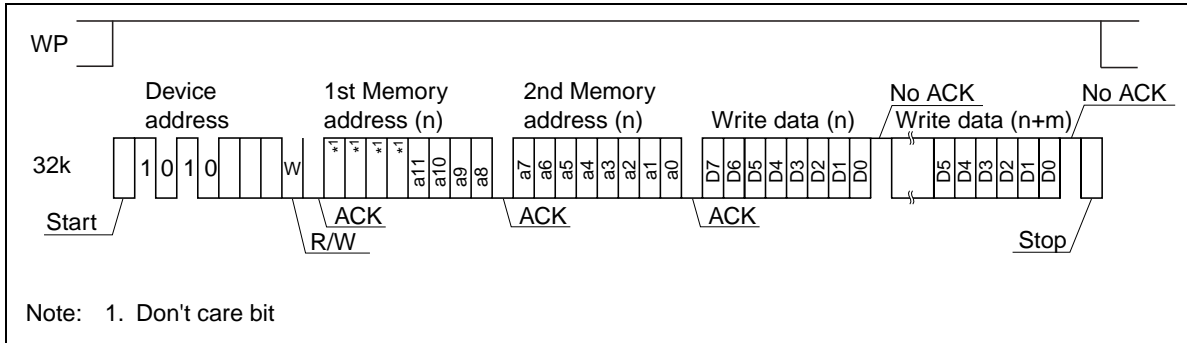 WP
Device address
1st Memory address (n)
2nd Memory address (n)
Write data (n)
No ACK
Write data (n+m)
No ACK
32k
1 0 1 0
W
*1 *1 *1 *1 a11 a10 a9 a8
a7 a6 a5 a4 a3 a2 a1 a0
D7 D6 D5 D4 D3 D2 D1 D0
D5 D4 D3 D2 D1 D0
Start
R/W
ACK
ACK
ACK
Stop
Note: 1. Don't care bit